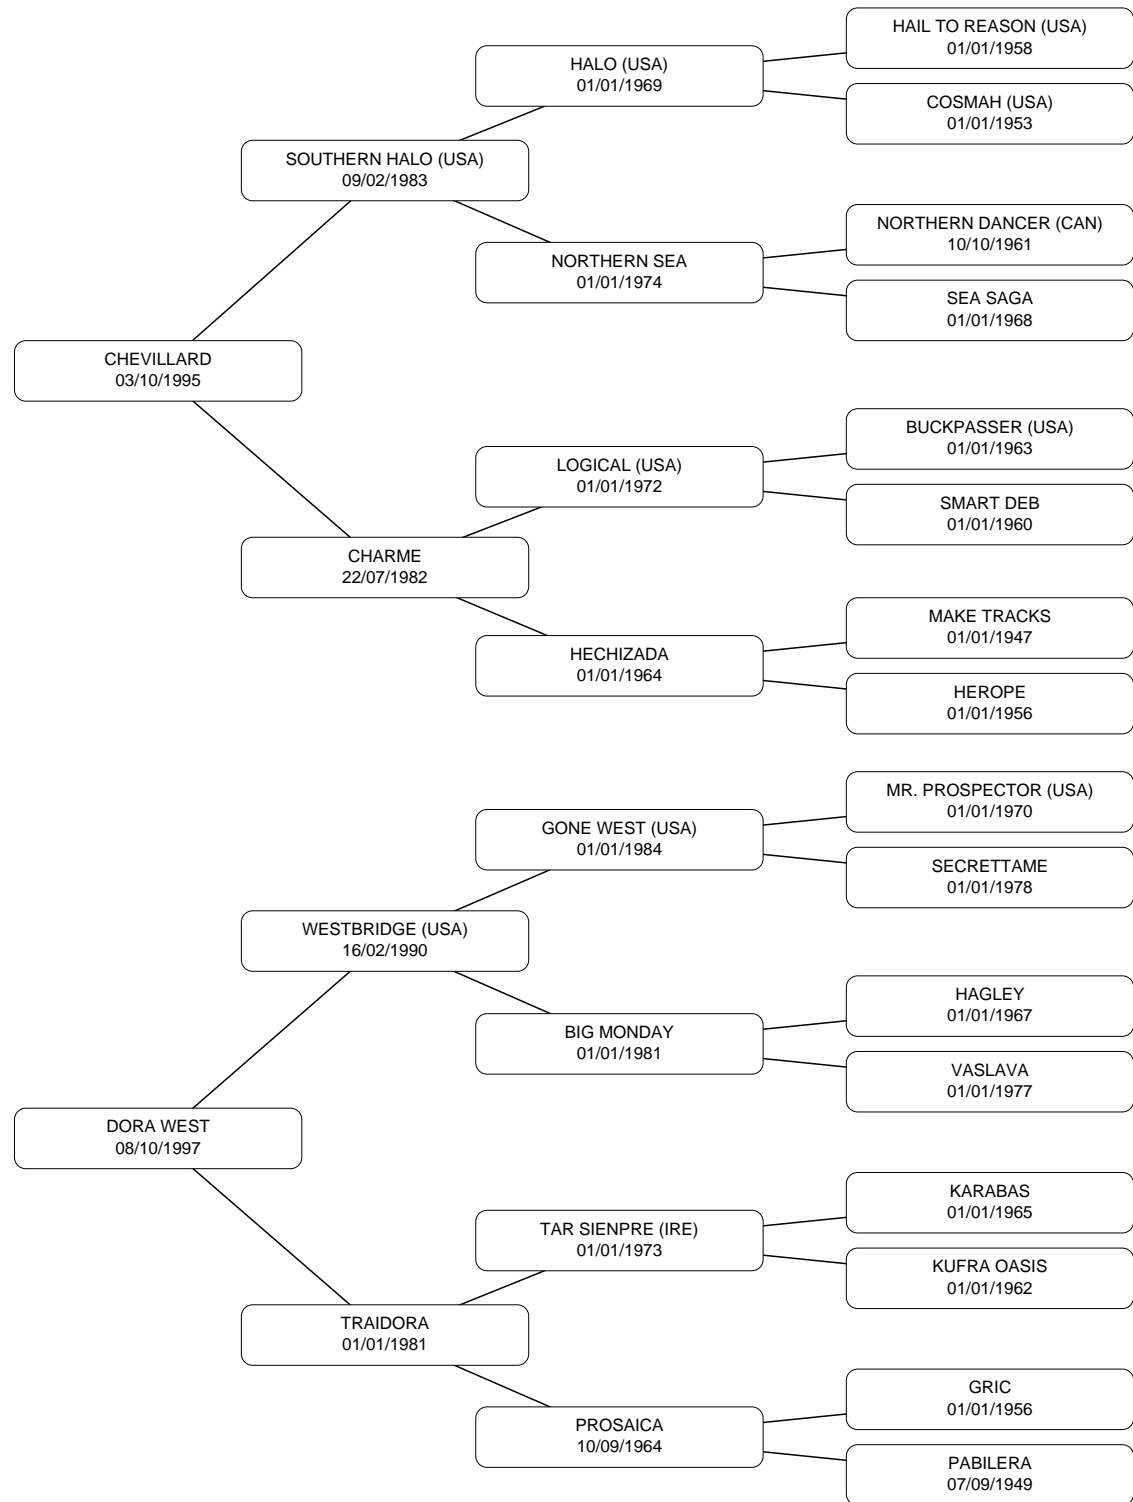 HAIL TO REASON (USA)
01/01/1958
HALO (USA)
01/01/1969
COSMAH (USA)
01/01/1953
SOUTHERN HALO (USA)
09/02/1983
NORTHERN DANCER (CAN)
10/10/1961
NORTHERN SEA
01/01/1974
SEA SAGA
01/01/1968
CHEVILLARD
03/10/1995
BUCKPASSER (USA)
01/01/1963
LOGICAL (USA)
01/01/1972
SMART DEB
01/01/1960
CHARME
22/07/1982
MAKE TRACKS
01/01/1947
HECHIZADA
01/01/1964
HEROPE
01/01/1956
MR. PROSPECTOR (USA)
01/01/1970
GONE WEST (USA)
01/01/1984
SECRETTAME
01/01/1978
WESTBRIDGE (USA)
16/02/1990
HAGLEY
01/01/1967
BIG MONDAY
01/01/1981
VASLAVA
01/01/1977
DORA WEST
08/10/1997
KARABAS
01/01/1965
TAR SIENPRE (IRE)
01/01/1973
KUFRA OASIS
01/01/1962
TRAIDORA
01/01/1981
GRIC
01/01/1956
PROSAICA
10/09/1964
PABILERA
07/09/1949